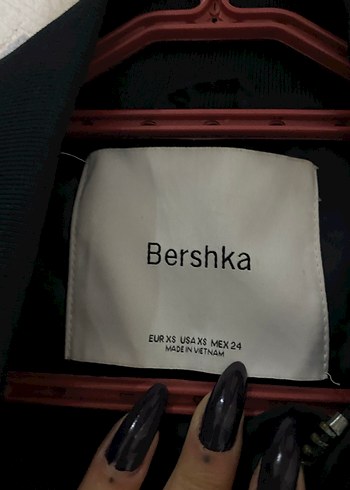 Bershka
EUR XS USA XS MEX 24
MADE IN VIETNAM